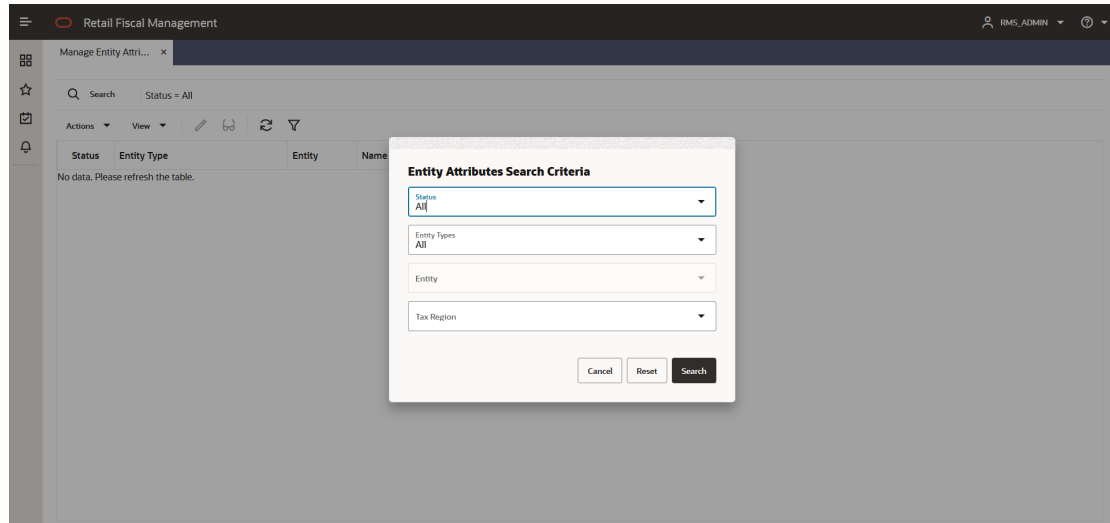 Retail Fiscal Management
RMS_ADMIN
Manage Entity Attri... ×
Search Status = All
Actions View
Status Entity Type Entity Name
No data. Please refresh the table.
Entity Attributes Search Criteria
Status
All
Entity Types
All
Entity
Tax Region
Cancel Reset Search